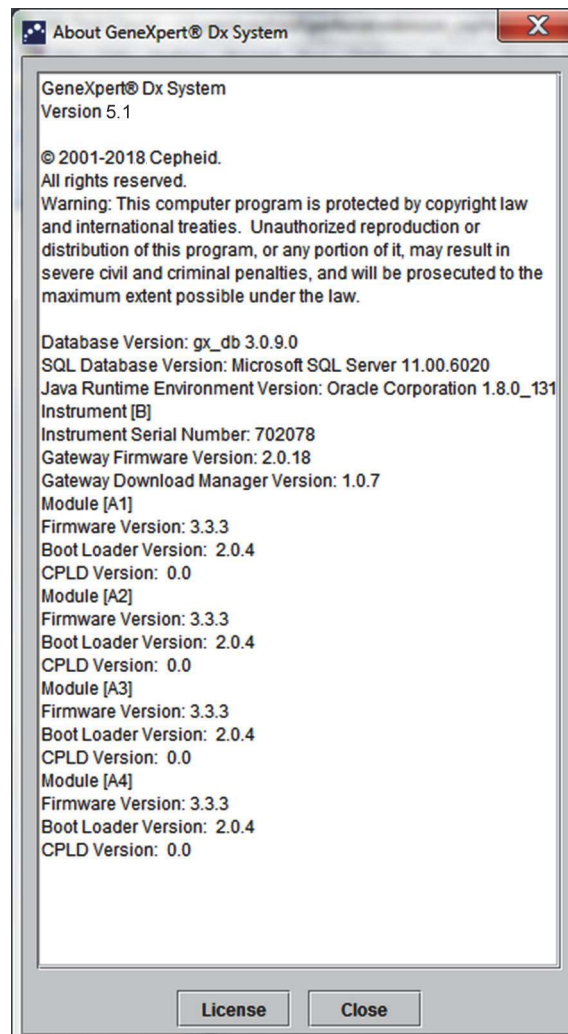 About GeneXpert® Dx System
GeneXpert® Dx System
Version 5.1
© 2001-2018 Cepheid.
All rights reserved.
Warning: This computer program is protected by copyright law
and international treaties.  Unauthorized reproduction or
distribution of this program, or any portion of it, may result in
severe civil and criminal penalties, and will be prosecuted to the
maximum extent possible under the law.
Database Version: gx_db 3.0.9.0
SQL Database Version: Microsoft SQL Server 11.00.6020
Java Runtime Environment Version: Oracle Corporation 1.8.0_131
Instrument [B]
Instrument Serial Number: 702078
Gateway Firmware Version: 2.0.18
Gateway Download Manager Version: 1.0.7
Module [A1]
Firmware Version: 3.3.3
Boot Loader Version:  2.0.4
CPLD Version:  0.0
Module [A2]
Firmware Version: 3.3.3
Boot Loader Version:  2.0.4
CPLD Version:  0.0
Module [A3]
Firmware Version: 3.3.3
Boot Loader Version:  2.0.4
CPLD Version:  0.0
Module [A4]
Firmware Version: 3.3.3
Boot Loader Version:  2.0.4
CPLD Version:  0.0
License Close